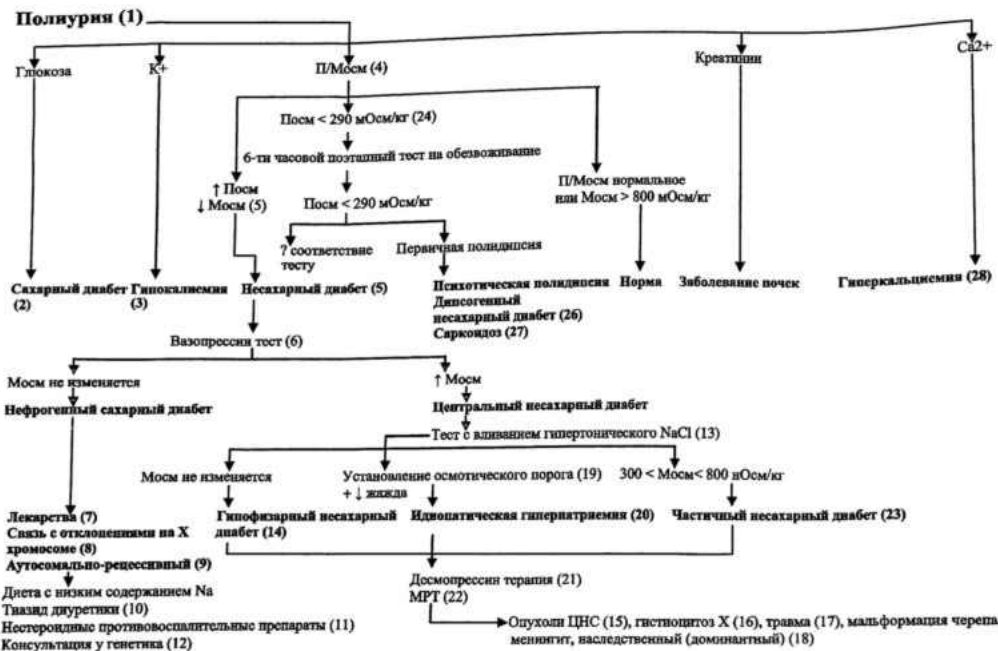 Полиурия (1)
Глюкоза
K+
П/Мосм (4)
Креатинин
Ca2+
Посм < 290 мОсм/кг (24)
6-ти часовой поэтапный тест на обезвоживание
↑ Посм
↓ Мосм (5)
Посм < 290 мОсм/кг
П/Мосм нормальное
или Мосм > 800 мОсм/кг
? соответствие
тесту
Первичная полидипсия
Сахарный диабет
(2)
Гипокалиемия
(3)
Несахарный диабет (5)
Психотическая полидипсия
Дипсогенный
несахарный диабет (26)
Саркоидоз (27)
Норма
Заболевание почек
Гиперкальциемия (28)
Вазопрессин тест (6)
Мосм не изменяется
↑ Мосм
Нефрогенный сахарный диабет
Центральный несахарный диабет
Тест с вливанием гипертонического NaCl (13)
Мосм не изменяется
Установление осмотического порога (19)
+ ↓ жажда
300 < Мосм< 800 нОсм/кг
Лекарства (7)
Связь с отклонениями на X
хромосоме (8)
Аутосомально-рецессивный (9)
Гипофизарный несахарный
диабет (14)
Идиопатическая гипернатриемия (20)
Частичный несахарный диабет (23)
Диета с низким содержанием Na
Тиазид диуретики (10)
Нестероидные противовоспалительные препараты (11)
Консультация у генетика (12)
Десмопрессин терапия (21)
МРТ (22)
Опухоли ЦНС (15), гистиоцитоз X (16), травма (17), мальформация черепа
менингит, наследственный (доминантный) (18)